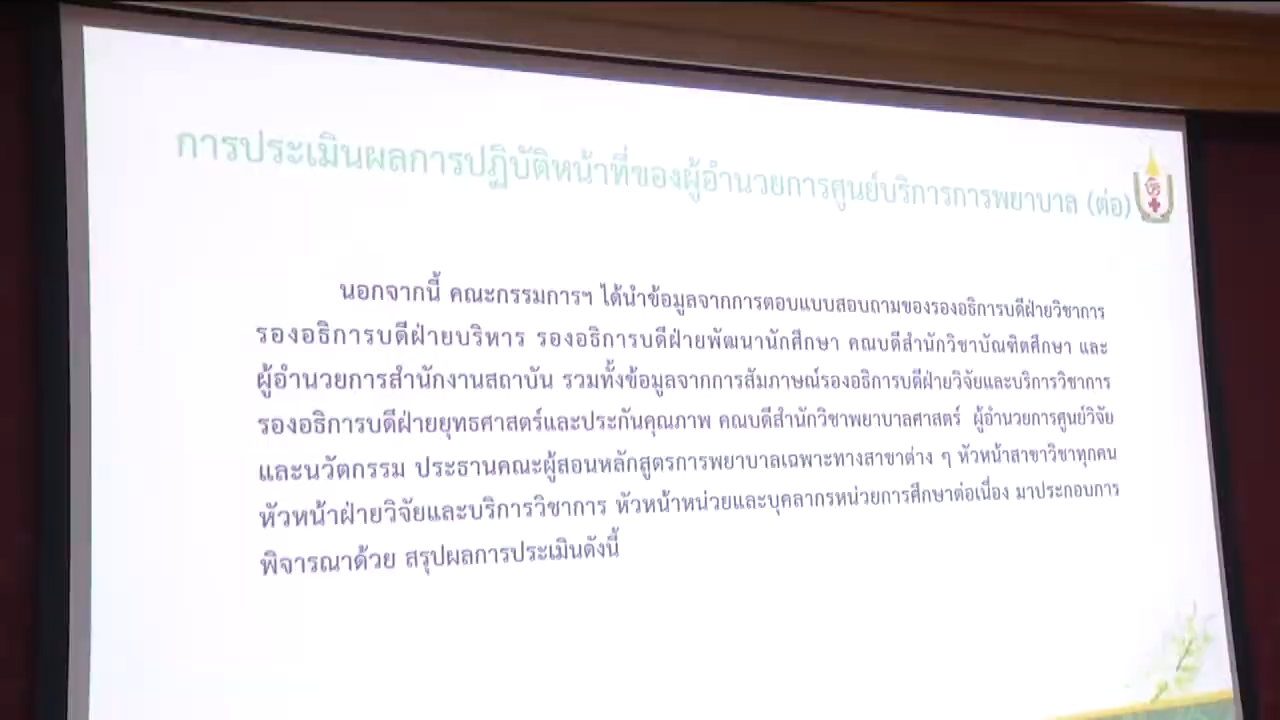 การประเมินผลการปฏิบัติหน้าที่ของผู้อำนวยการศูนย์บริการการพยาบาล (ต่อ)
นอกจากนี้ คณะกรรมการฯ ได้นำข้อมูลจากการตอบแบบสอบถามของรองอธิการบดีฝ่ายวิชาการ
รองอธิการบดีฝ่ายบริหาร รองอธิการบดีฝ่ายพัฒนานักศึกษา คณบดีสำนักวิชาบัณฑิตศึกษา และ
ผู้อำนวยการสำนักงานสถาบัน รวมทั้งข้อมูลจากการสัมภาษณ์รองอธิการบดีฝ่ายวิจัยและบริการวิชาการ
รองอธิการบดีฝ่ายยุทธศาสตร์และประกันคุณภาพ คณบดีสำนักวิชาพยาบาลศาสตร์ ผู้อำนวยการศูนย์วิจัย
และนวัตกรรม ประธานคณะผู้สอนหลักสูตรการพยาบาลเฉพาะทางสาขาต่าง ๆ หัวหน้าสาขาวิชาทุกคน
หัวหน้าฝ่ายวิจัยและบริการวิชาการ หัวหน้าหน่วยและบุคลากรหน่วยการศึกษาต่อเนื่อง มาประกอบการ
พิจารณาด้วย สรุปผลการประเมินดังนี้